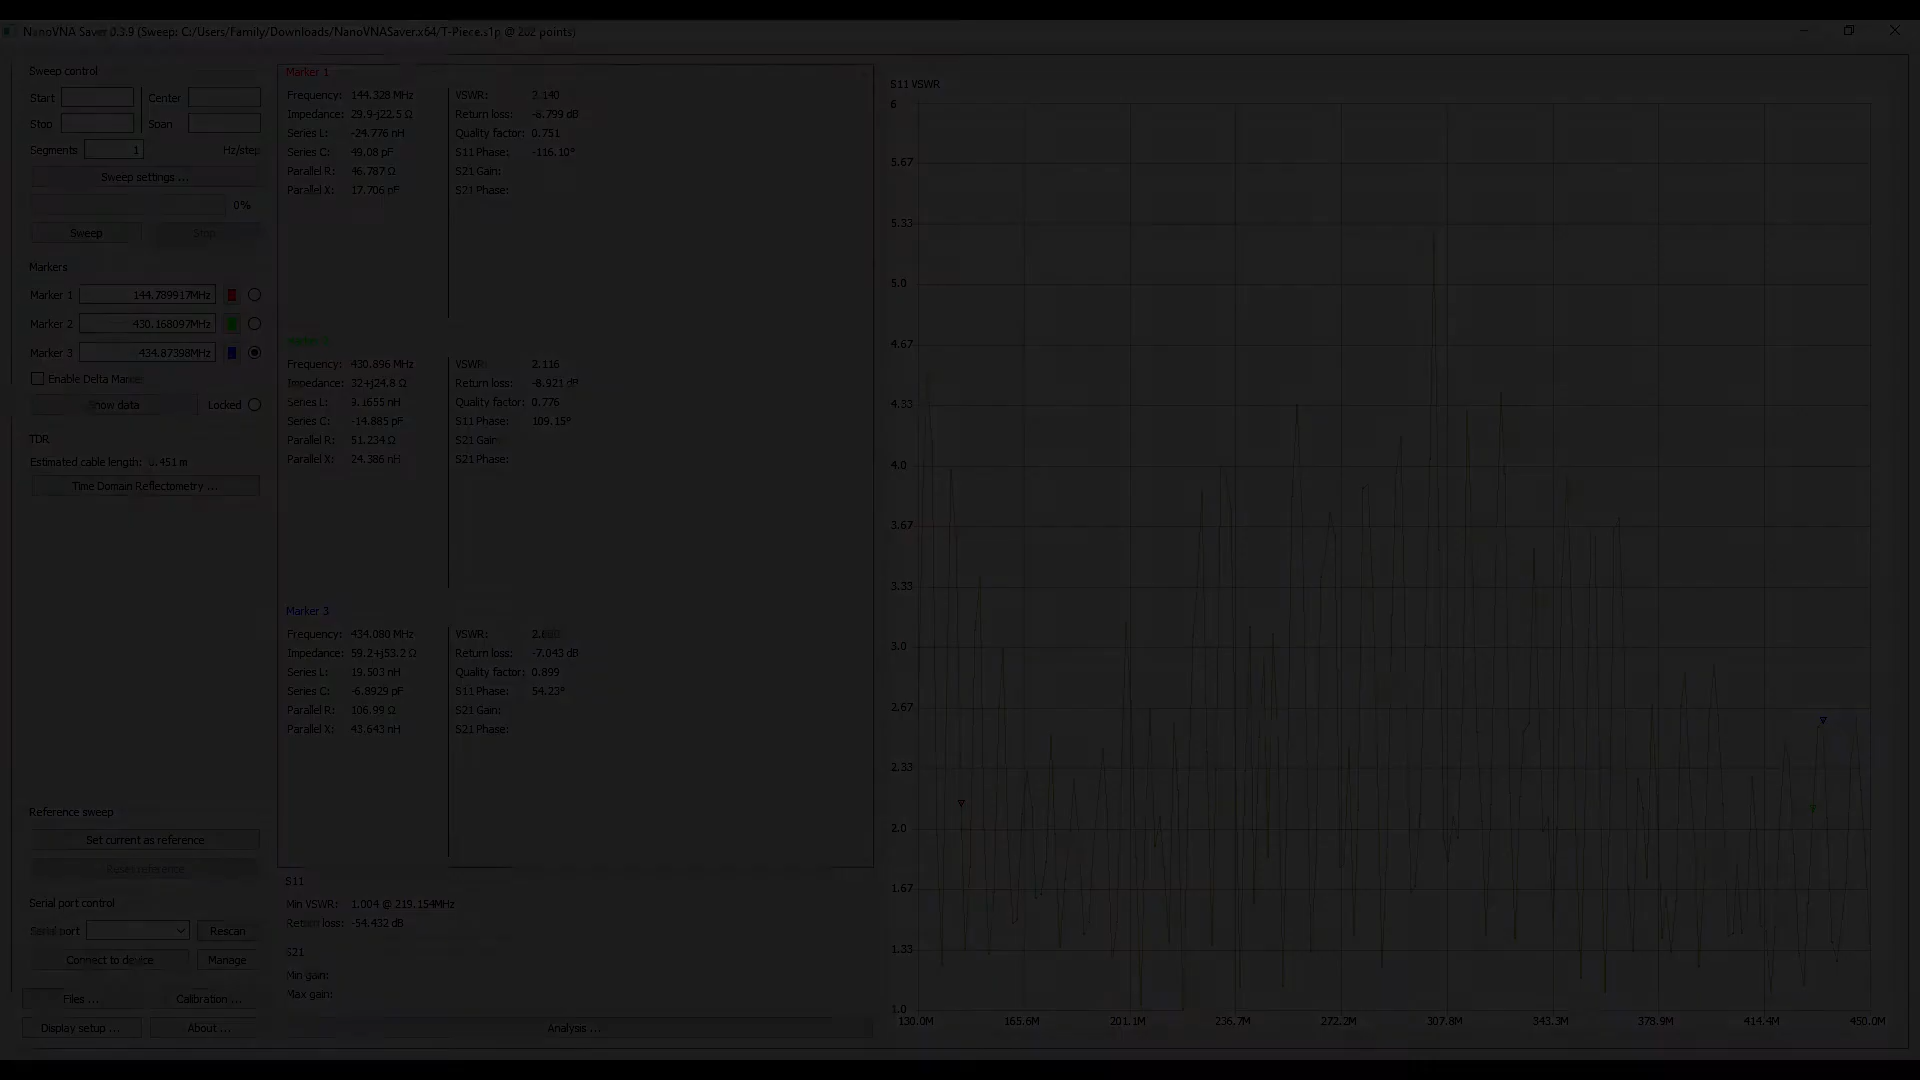 NanoVNA Saver 0.3.9 (Sweep: C:/Users/Family/Downloads/NanoVNASaver.x64/T-Piece.s1p @ 202 points)
Sweep control
Start
Center
Stop
Span
Segments 1 Hz/step
Sweep settings ...
0%
Sweep
Stop
Markers
Marker 1 144.789917MHz
Marker 2 430.168097MHz
Marker 3 434.87398MHz
Enable Delta Marker
Show data
Locked
TDR
Estimated cable length: 0.451 m
Time Domain Reflectometry ...
Reference sweep
Set current as reference
Reset reference
Serial port control
Serial port
Rescan
Connect to device
Manage
Files ...
Calibration ...
Display setup ...
About ...
Marker 1
Frequency: 144.328 MHz
Impedance: 29.9-j22.5 Ω
Series L: -24.776 nH
Series C: 49.08 pF
Parallel R: 46.787 Ω
Parallel X: 17.706 pF
VSWR: 2.140
Return loss: -8.799 dB
Quality factor: 0.751
S11 Phase: -116.10°
S21 Gain:
S21 Phase:
Marker 2
Frequency: 430.896 MHz
Impedance: 32+j24.8 Ω
Series L: 9.1655 nH
Series C: -14.885 pF
Parallel R: 51.234 Ω
Parallel X: 24.386 nH
VSWR: 2.116
Return loss: -8.921 dB
Quality factor: 0.776
S11 Phase: 109.15°
S21 Gain:
S21 Phase:
Marker 3
Frequency: 434.080 MHz
Impedance: 59.2+j53.2 Ω
Series L: 19.503 nH
Series C: -6.8929 pF
Parallel R: 106.99 Ω
Parallel X: 43.643 nH
VSWR:
Return loss: -7.043 dB
Quality factor: 0.899
S11 Phase: 54.23°
S21 Gain:
S21 Phase:
S11
Min VSWR: 1.004 @ 219.154MHz
Return loss: -54.432 dB
S21
Min gain:
Max gain:
Analysis ...
S11 VSWR
6
5.67
5.33
5.0
4.67
4.33
4.0
3.67
3.33
3.0
2.67
2.33
2.0
1.67
1.33
1.0
130.0M 165.6M 201.1M 236.7M 272.2M 307.8M 343.3M 378.9M 414.4M 450.0M